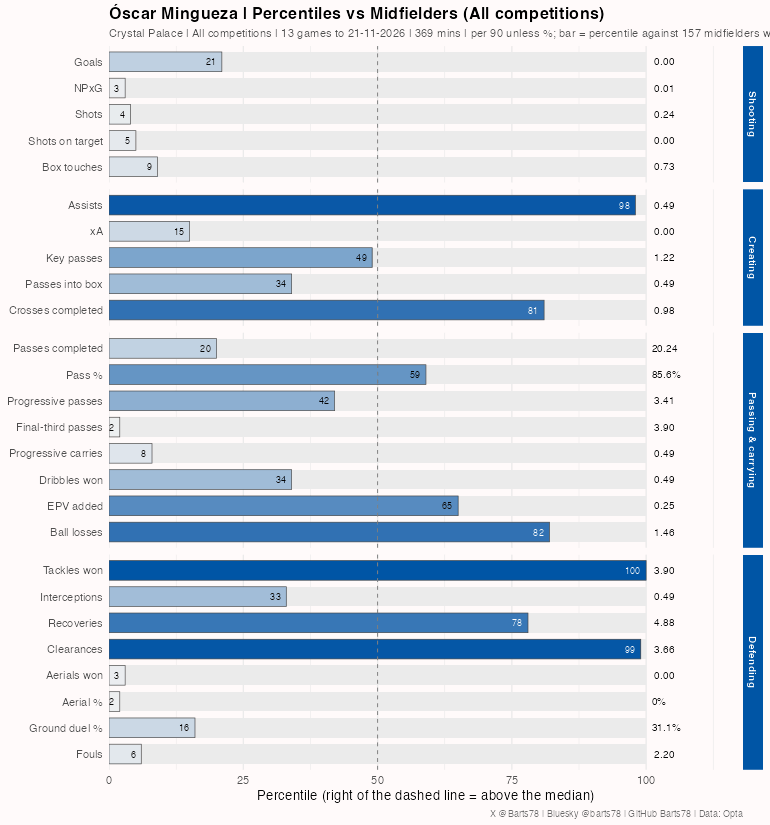 Óscar Mingueza | Percentiles vs Midfielders (All competitions)
Crystal Palace | All competitions | 13 games to 21-11-2026 | 369 mins | per 90 unless %; bar = percentile against 157 midfielders w
Shooting
Goals 21 0.00
NPxG 3 0.01
Shots 4 0.24
Shots on target 5 0.00
Box touches 9 0.73
Creating
Assists 98 0.49
xA 15 0.00
Key passes 49 1.22
Passes into box 34 0.49
Crosses completed 81 0.98
Passing & carrying
Passes completed 20 20.24
Pass % 59 85.6%
Progressive passes 42 3.41
Final-third passes 2 3.90
Progressive carries 8 0.49
Dribbles won 34 0.49
EPV added 65 0.25
Ball losses 82 1.46
Defending
Tackles won 100 3.90
Interceptions 33 0.49
Recoveries 78 4.88
Clearances 99 3.66
Aerials won 3 0.00
Aerial % 2 0%
Ground duel % 16 31.1%
Fouls 6 2.20
0 25 50 75 100
Percentile (right of the dashed line = above the median)
X @Barts78 | Bluesky @barts78 | GitHub Barts78 | Data: Opta